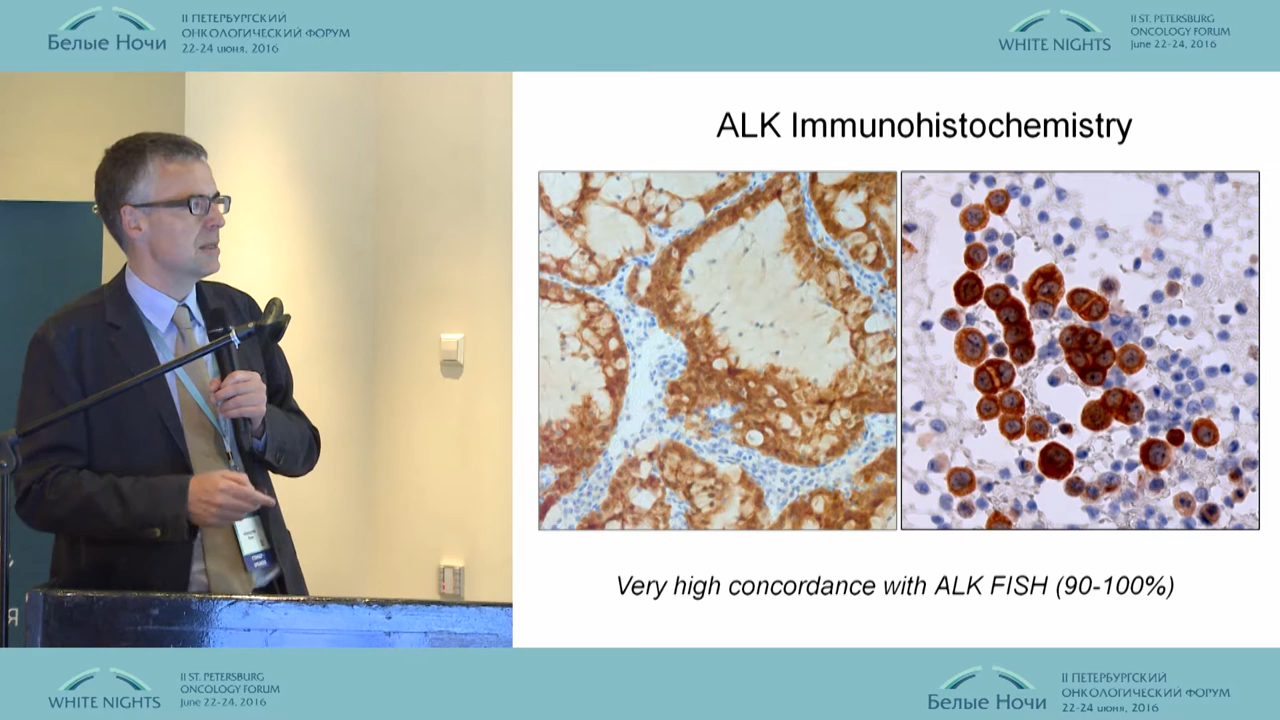 Белые Ночи
II ПЕТЕРБУРГСКИЙ
ОНКОЛОГИЧЕСКИЙ ФОРУМ
22-24 июня, 2016
WHITE NIGHTS
II ST. PETERSBURG
ONCOLOGY FORUM
June 22-24, 2016
ALK Immunohistochemistry
Very high concordance with ALK FISH (90-100%)
WHITE NIGHTS
II ST. PETERSBURG
ONCOLOGY FORUM
June 22-24, 2016
Белые Ночи
II ПЕТЕРБУРГСКИЙ
ОНКОЛОГИЧЕСКИЙ ФОРУМ
22-24 июня, 2016